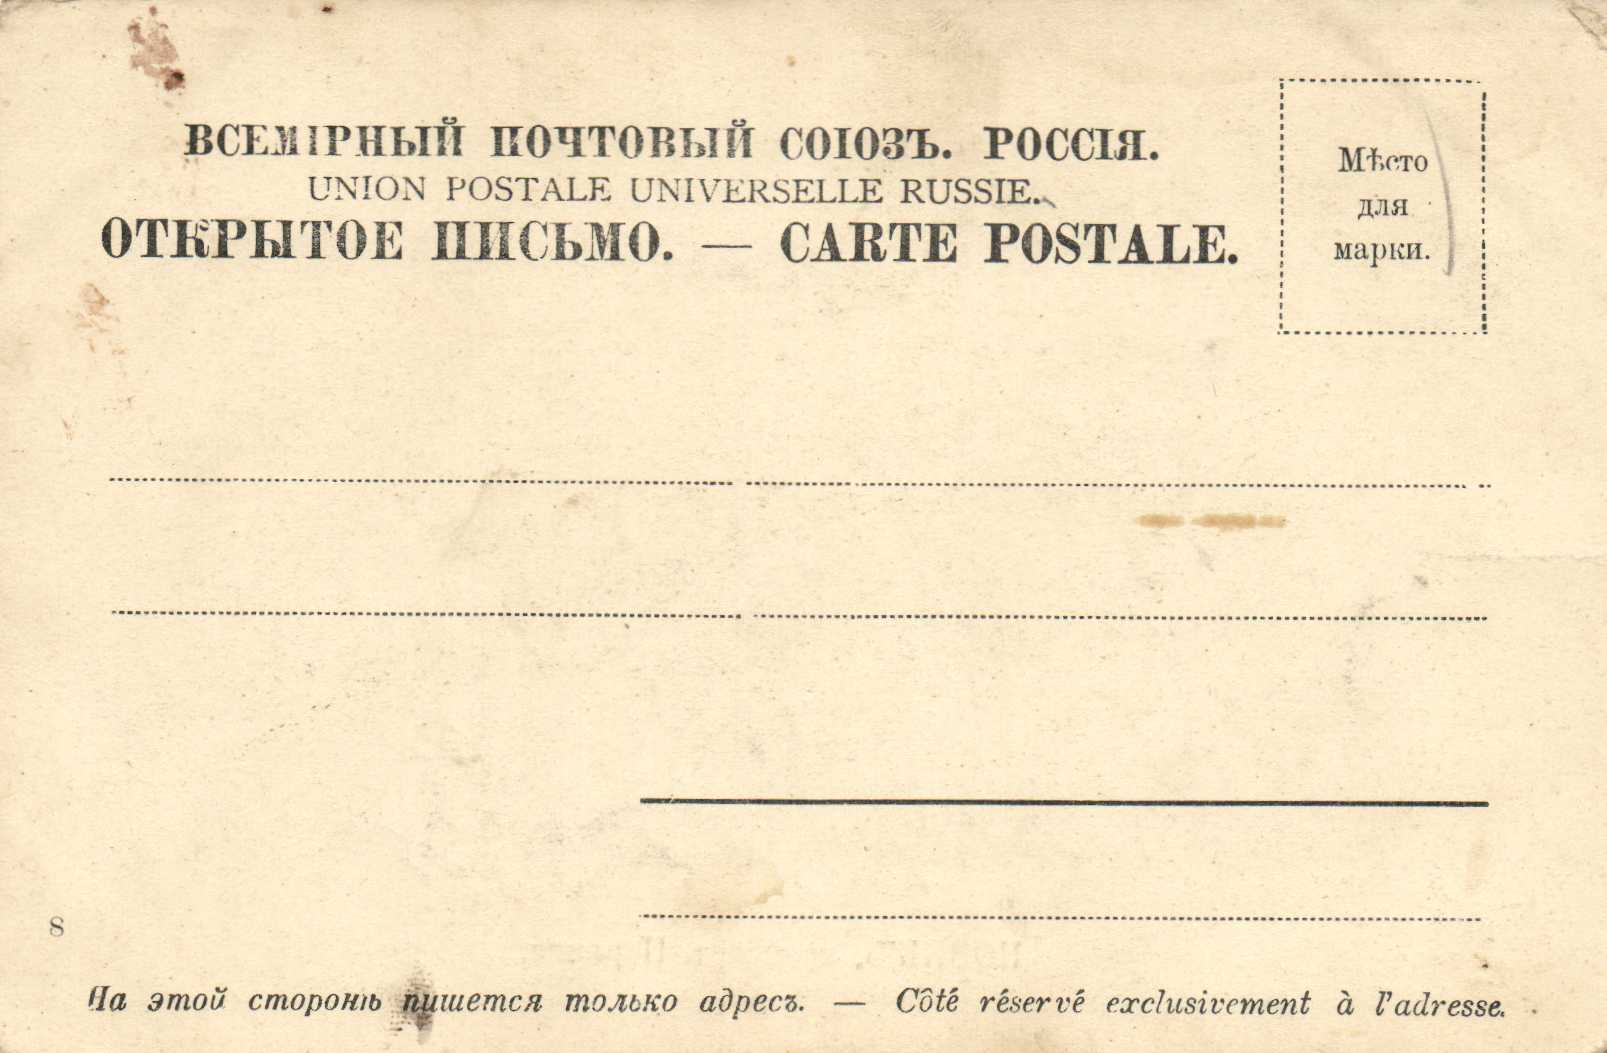 ВСЕМІРНЫЙ ПОЧТОВЫЙ СОЮЗЪ. РОССІЯ.
UNION POSTALE UNIVERSELLE RUSSIE.
ОТКРЫТОЕ ПИСЬМО. — CARTE POSTALE.
Мѣсто
для
марки.
8
На этой сторонѣ пишется только адресъ. — Côté réservé exclusivement à l'adresse.